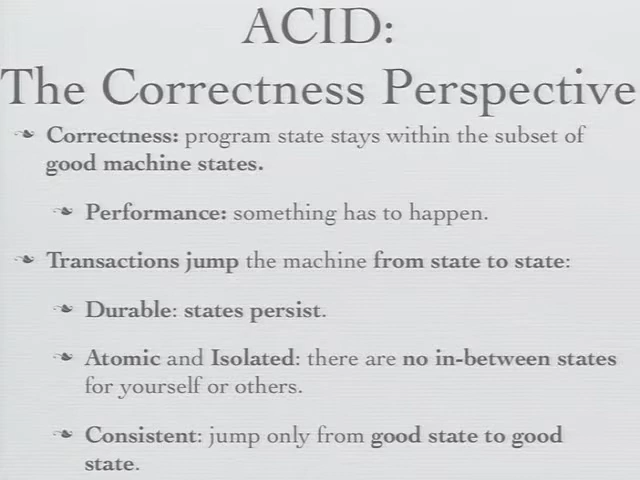 ACID:
The Correctness Perspective
Correctness: program state stays within the subset of
good machine states.
Performance: something has to happen.
Transactions jump the machine from state to state:
Durable: states persist.
Atomic and Isolated: there are no in-between states
for yourself or others.
Consistent: jump only from good state to good
state.